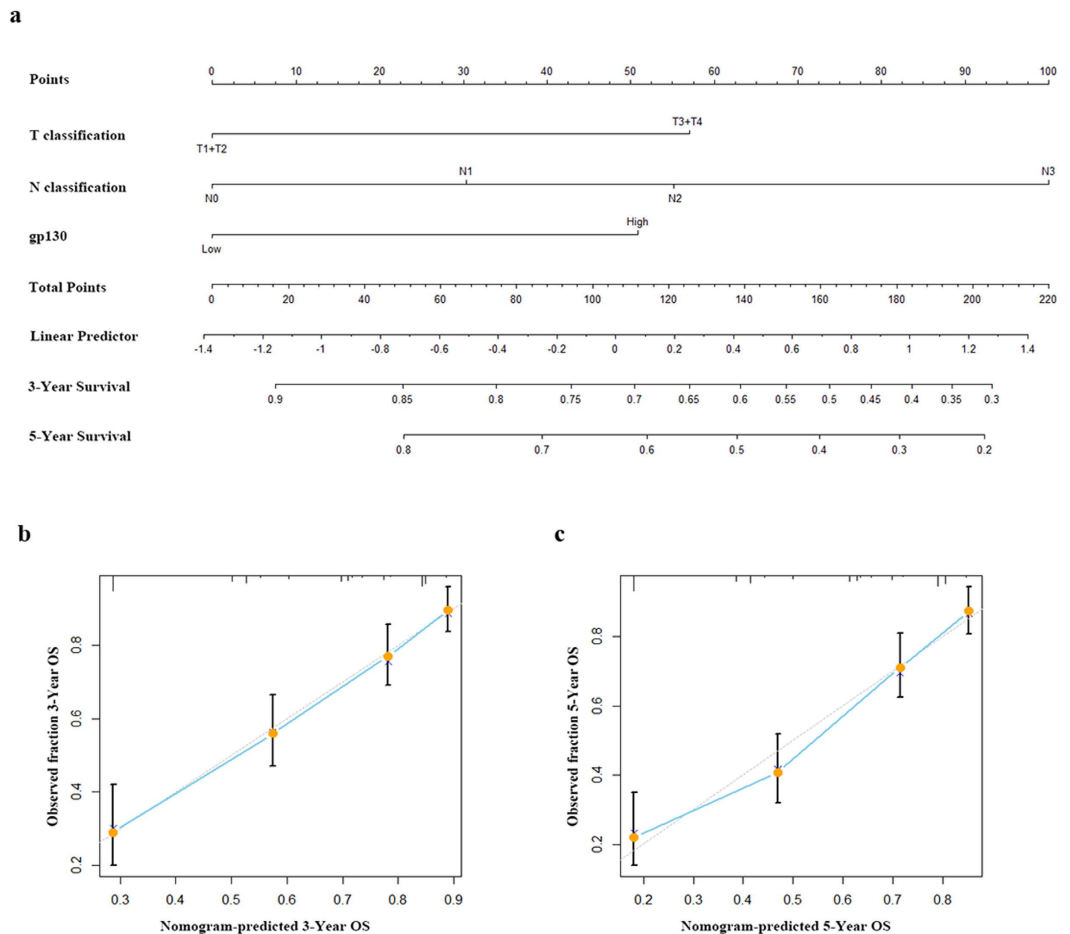 a
Points
0 10 20 30 40 50 60 70 80 90 100
T classification
T3+T4
T1+T2
N classification
N1 N3
N0 N2
gp130
High
Low
Total Points
0 20 40 60 80 100 120 140 160 180 200 220
Linear Predictor
-1.4 -1.2 -1 -0.8 -0.6 -0.4 -0.2 0 0.2 0.4 0.6 0.8 1 1.2 1.4
3-Year Survival
0.9 0.85 0.8 0.75 0.7 0.65 0.6 0.55 0.5 0.45 0.4 0.35 0.3
5-Year Survival
0.8 0.7 0.6 0.5 0.4 0.3 0.2
b
Observed fraction 3-Year OS
0.8
0.6
0.4
0.2
0.3 0.4 0.5 0.6 0.7 0.8 0.9
Nomogram-predicted 3-Year OS
c
Observed fraction 5-Year OS
0.8
0.6
0.4
0.2
0.2 0.3 0.4 0.5 0.6 0.7 0.8
Nomogram-predicted 5-Year OS